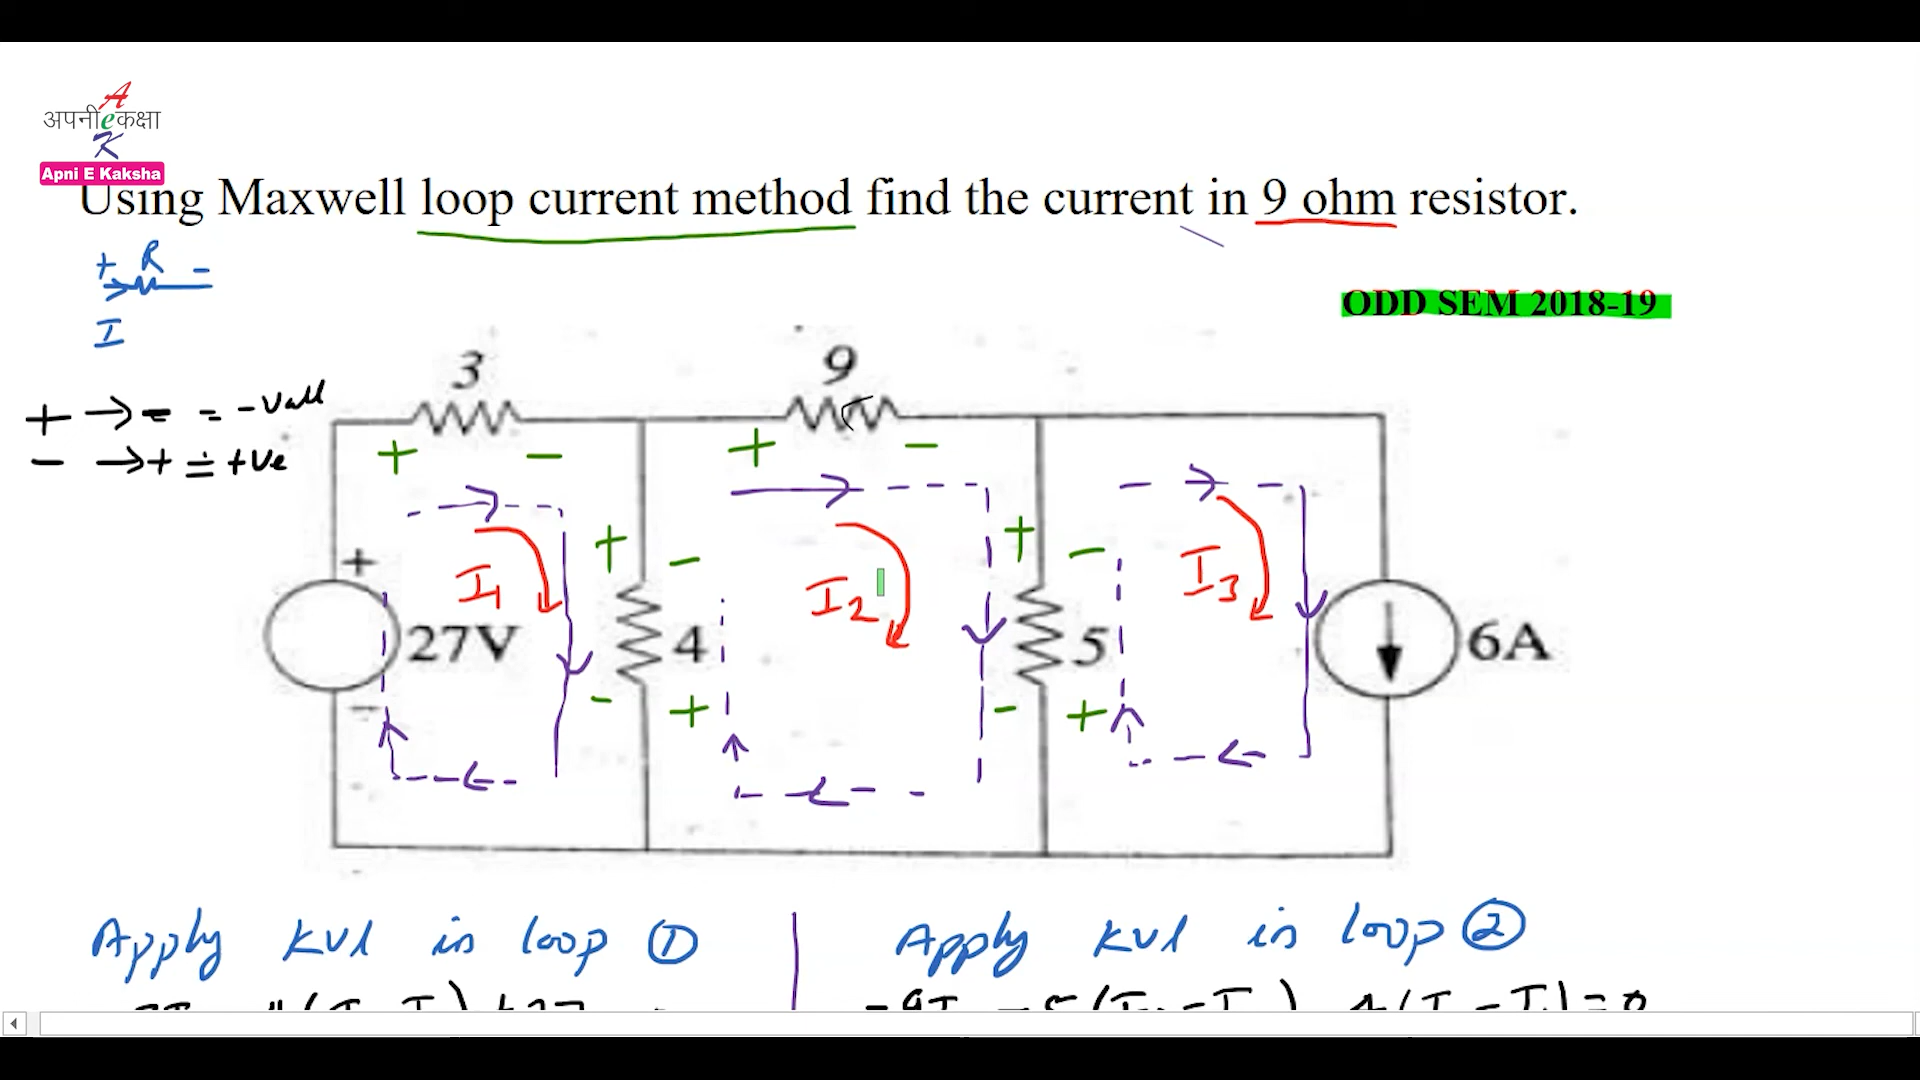 अपनीeकक्षा
A
K
Apni E Kaksha
Using Maxwell loop current method find the current in 9 ohm resistor.
+ R -
I
ODD SEM 2018-19
3
9
+ → - = -
- → + = +ve
+ -
+ -
+ -
+ -
+
27V
-
I1
4
- +
I2
5
- +
I3
6A
Apply KVL in loop ①
Apply KVL in loop ②